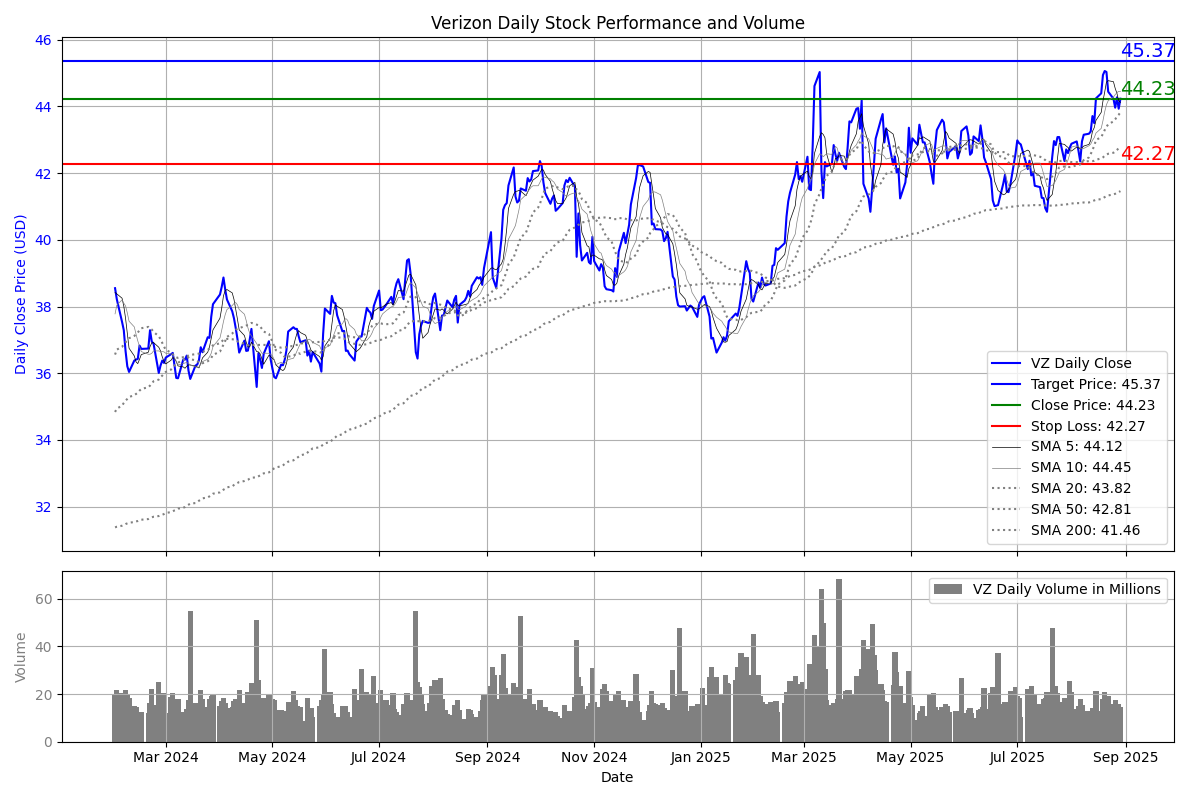 Verizon Daily Stock Performance and Volume
46
44
42
40
38
36
34
32
Daily Close Price (USD)
45.37
44.23
42.27
VZ Daily Close
Target Price: 45.37
Close Price: 44.23
Stop Loss: 42.27
SMA 5: 44.12
SMA 10: 44.45
SMA 20: 43.82
SMA 50: 42.81
SMA 200: 41.46
60
40
20
0
Volume
VZ Daily Volume in Millions
Mar 2024 May 2024 Jul 2024 Sep 2024 Nov 2024 Jan 2025 Mar 2025 May 2025 Jul 2025 Sep 2025
Date